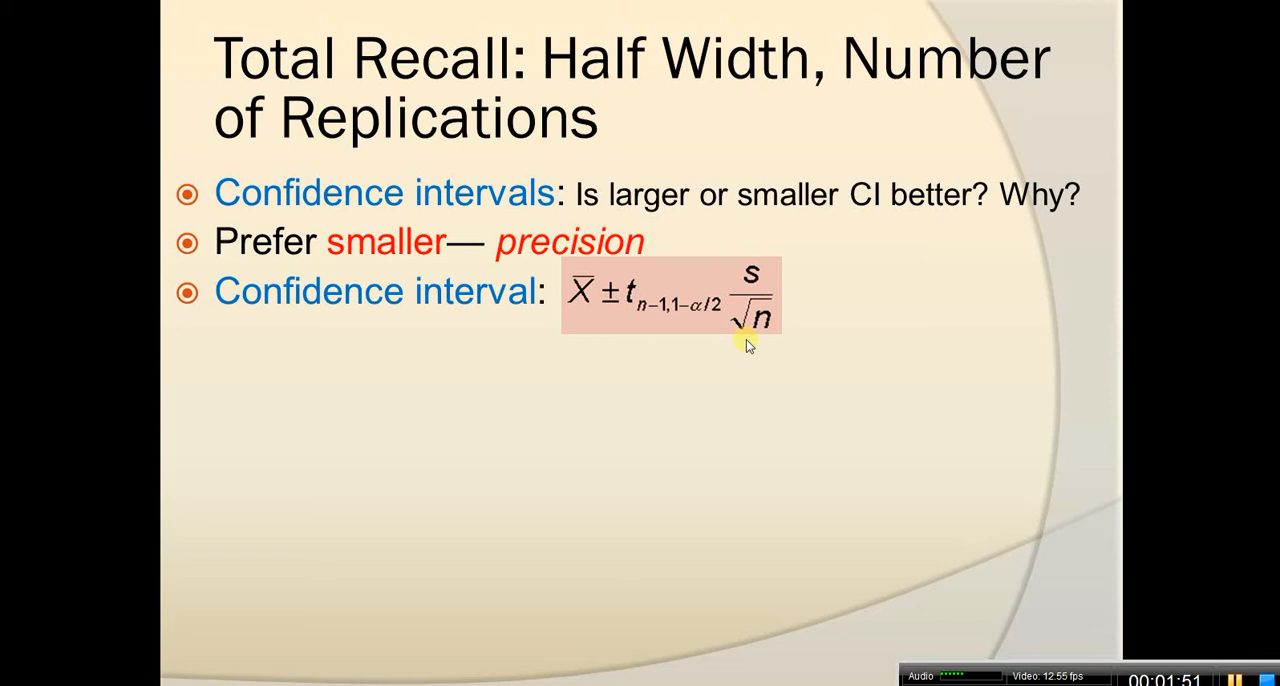 Total Recall: Half Width, Number
of Replications
Confidence intervals: Is larger or smaller CI better? Why?
Prefer smaller— precision
Confidence interval: X̅ ± t n−1,1−α/2 s/√n
Audio Video: 12.55 fps 00:01:51